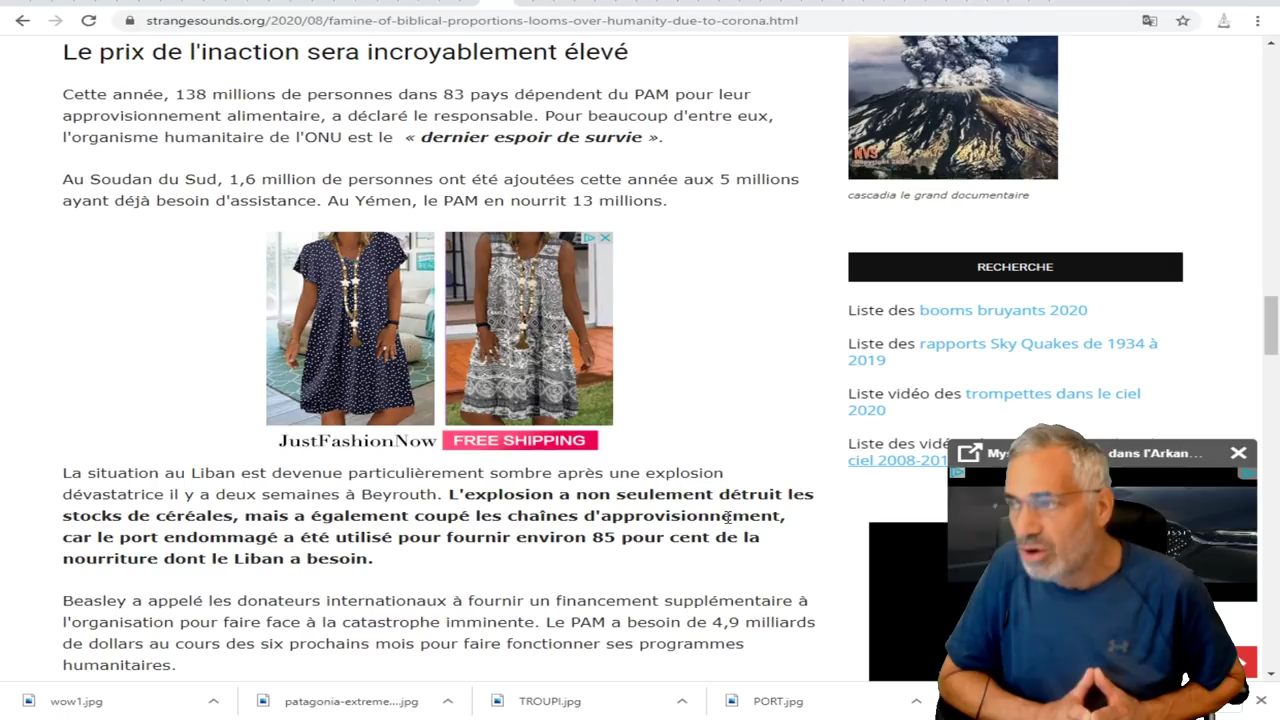 strangesounds.org/2020/08/famine-of-biblical-proportions-looms-over-humanity-due-to-corona.html
Le prix de l'inaction sera incroyablement élevé
Cette année, 138 millions de personnes dans 83 pays dépendent du PAM pour leur
approvisionnement alimentaire, a déclaré le responsable. Pour beaucoup d'entre eux,
l'organisme humanitaire de l'ONU est le « dernier espoir de survie ».
Au Soudan du Sud, 1,6 million de personnes ont été ajoutées cette année aux 5 millions
ayant déjà besoin d'assistance. Au Yémen, le PAM en nourrit 13 millions.
JustFashionNow FREE SHIPPING
La situation au Liban est devenue particulièrement sombre après une explosion
dévastatrice il y a deux semaines à Beyrouth. L'explosion a non seulement détruit les
stocks de céréales, mais a également coupé les chaînes d'approvisionnement,
car le port endommagé a été utilisé pour fournir environ 85 pour cent de la
nourriture dont le Liban a besoin.
Beasley a appelé les donateurs internationaux à fournir un financement supplémentaire à
l'organisation pour faire face à la catastrophe imminente. Le PAM a besoin de 4,9 milliards
de dollars au cours des six prochains mois pour faire fonctionner ses programmes
humanitaires.
cascadia le grand documentaire
RECHERCHE
Liste des booms bruyants 2020
Liste des rapports Sky Quakes de 1934 à
2019
Liste vidéo des trompettes dans le ciel
2020
Liste des
ciel 2008-201
dans l'Arkan...
wow1.jpg
patagonia-extreme....jpg
TROUPI.jpg
PORT.jpg